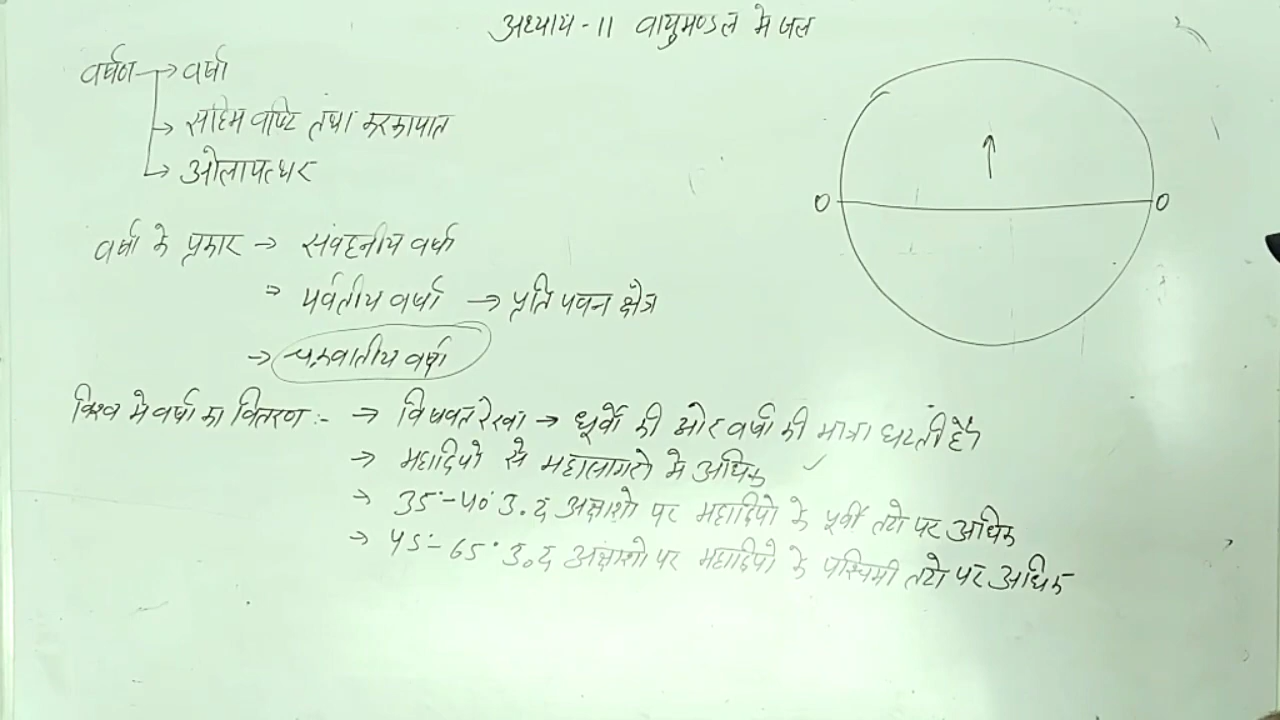 अध्याय-11 वायुमण्डल मे जल
वर्षण → वर्षा
→ सहिम वष्टि तथा करकापात
→ ओलापत्थर
वर्षा के प्रकार → संवहनीय वर्षा
→ पर्वतीय वर्षा → प्रति पवन क्षेत्र
→ चक्रवातीय वर्षा
विश्व मे वर्षा का वितरण :- → विषवत रेखा → ध्रुवों की ओर वर्षा की मात्रा घटती हैं
→ महाद्विपो से महासागरो मे अधिक ✓
→ 35°-40° उ.द अक्षाशो पर महाद्विपो के पूर्वी तटो पर अधिक
→ 45°-65° उ.द अक्षाशो पर महाद्विपो के पश्चिमी तटो पर अधिक
0 0